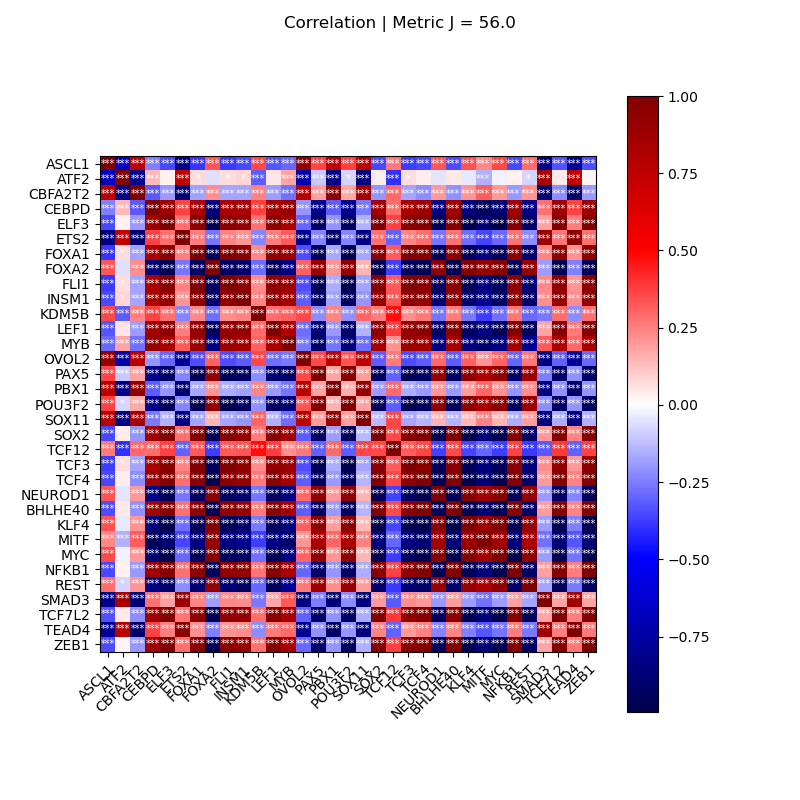 Correlation | Metric J = 56.0
ASCL1
ATF2
CBFA2T2
CEBPD
ELF3
ETS2
FOXA1
FOXA2
FLI1
INSM1
KDM5B
LEF1
MYB
OVOL2
PAX5
PBX1
POU3F2
SOX11
SOX2
TCF12
TCF3
TCF4
NEUROD1
BHLHE40
KLF4
MITF
MYC
NFKB1
REST
SMAD3
TCF7L2
TEAD4
ZEB1
ASCL1
ATF2
CBFA2T2
CEBPD
ELF3
ETS2
FOXA1
FOXA2
FLI1
INSM1
KDM5B
LEF1
MYB
OVOL2
PAX5
PBX1
POU3F2
SOX11
SOX2
TCF12
TCF3
TCF4
NEUROD1
BHLHE40
KLF4
MITF
MYC
NFKB1
REST
SMAD3
TCF7L2
TEAD4
ZEB1
1.00
0.75
0.50
0.25
0.00
−0.25
−0.50
−0.75